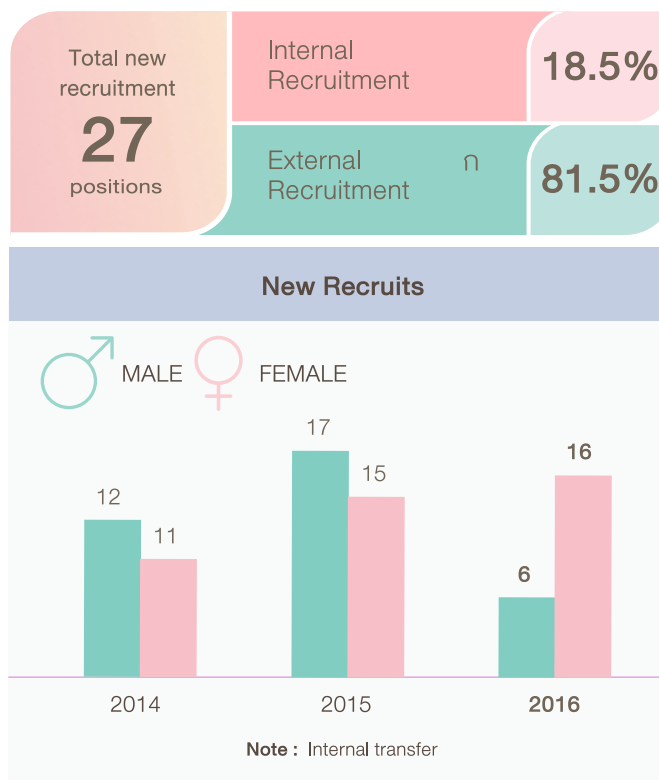 Total new
recruitment
27
positions
Internal
Recruitment
18.5%
External ก
Recruitment
81.5%
New Recruits
MALE FEMALE
12
11
17
15
6
16
2014
2015
2016
Note : Internal transfer